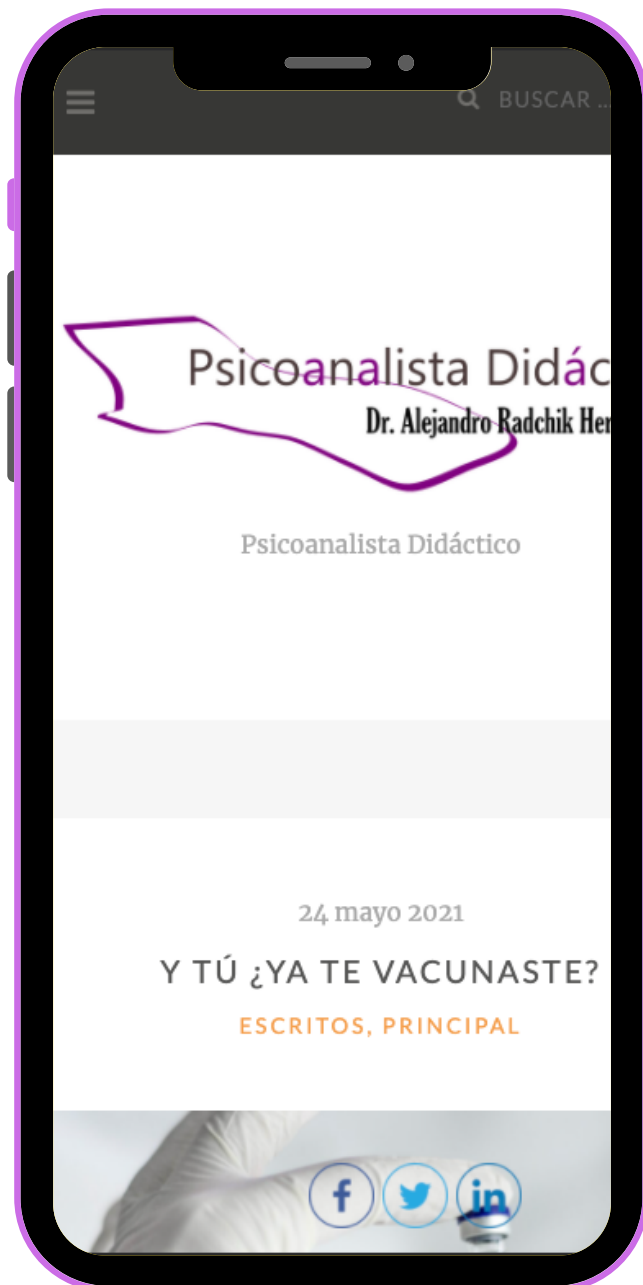 BUSCAR ...
Psicoanalista Didác
Dr. Alejandro Radchik Her
Psicoanalista Didáctico
24 mayo 2021
Y TÚ ¿YA TE VACUNASTE?
ESCRITOS, PRINCIPAL